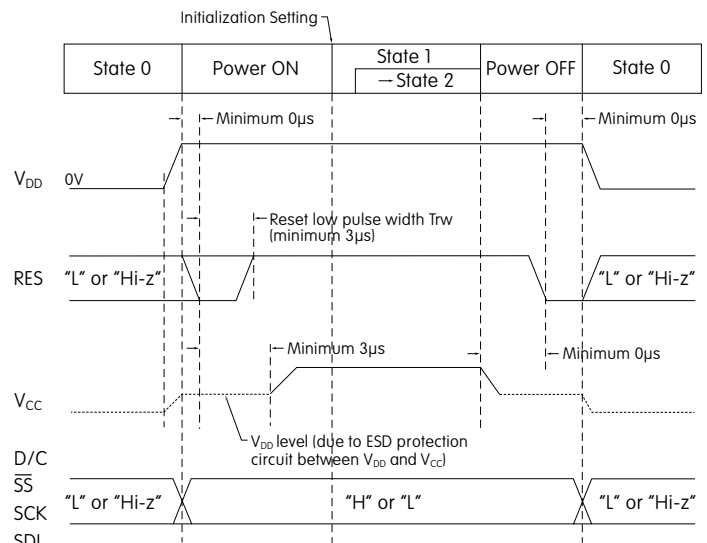 Initialization Setting
State 0
Power ON
State 1
→ State 2
Power OFF
State 0
Minimum 0µs
Minimum 0µs
VDD
0V
Reset low pulse width Trw
(minimum 3µs)
RES
"L" or "Hi-z"
"L" or "Hi-z"
Minimum 3µs
Minimum 0µs
VCC
VDD level (due to ESD protection
circuit between VDD and VCC)
D/C
SS
SCK
SDI
"L" or "Hi-z"
"H" or "L"
"L" or "Hi-z"